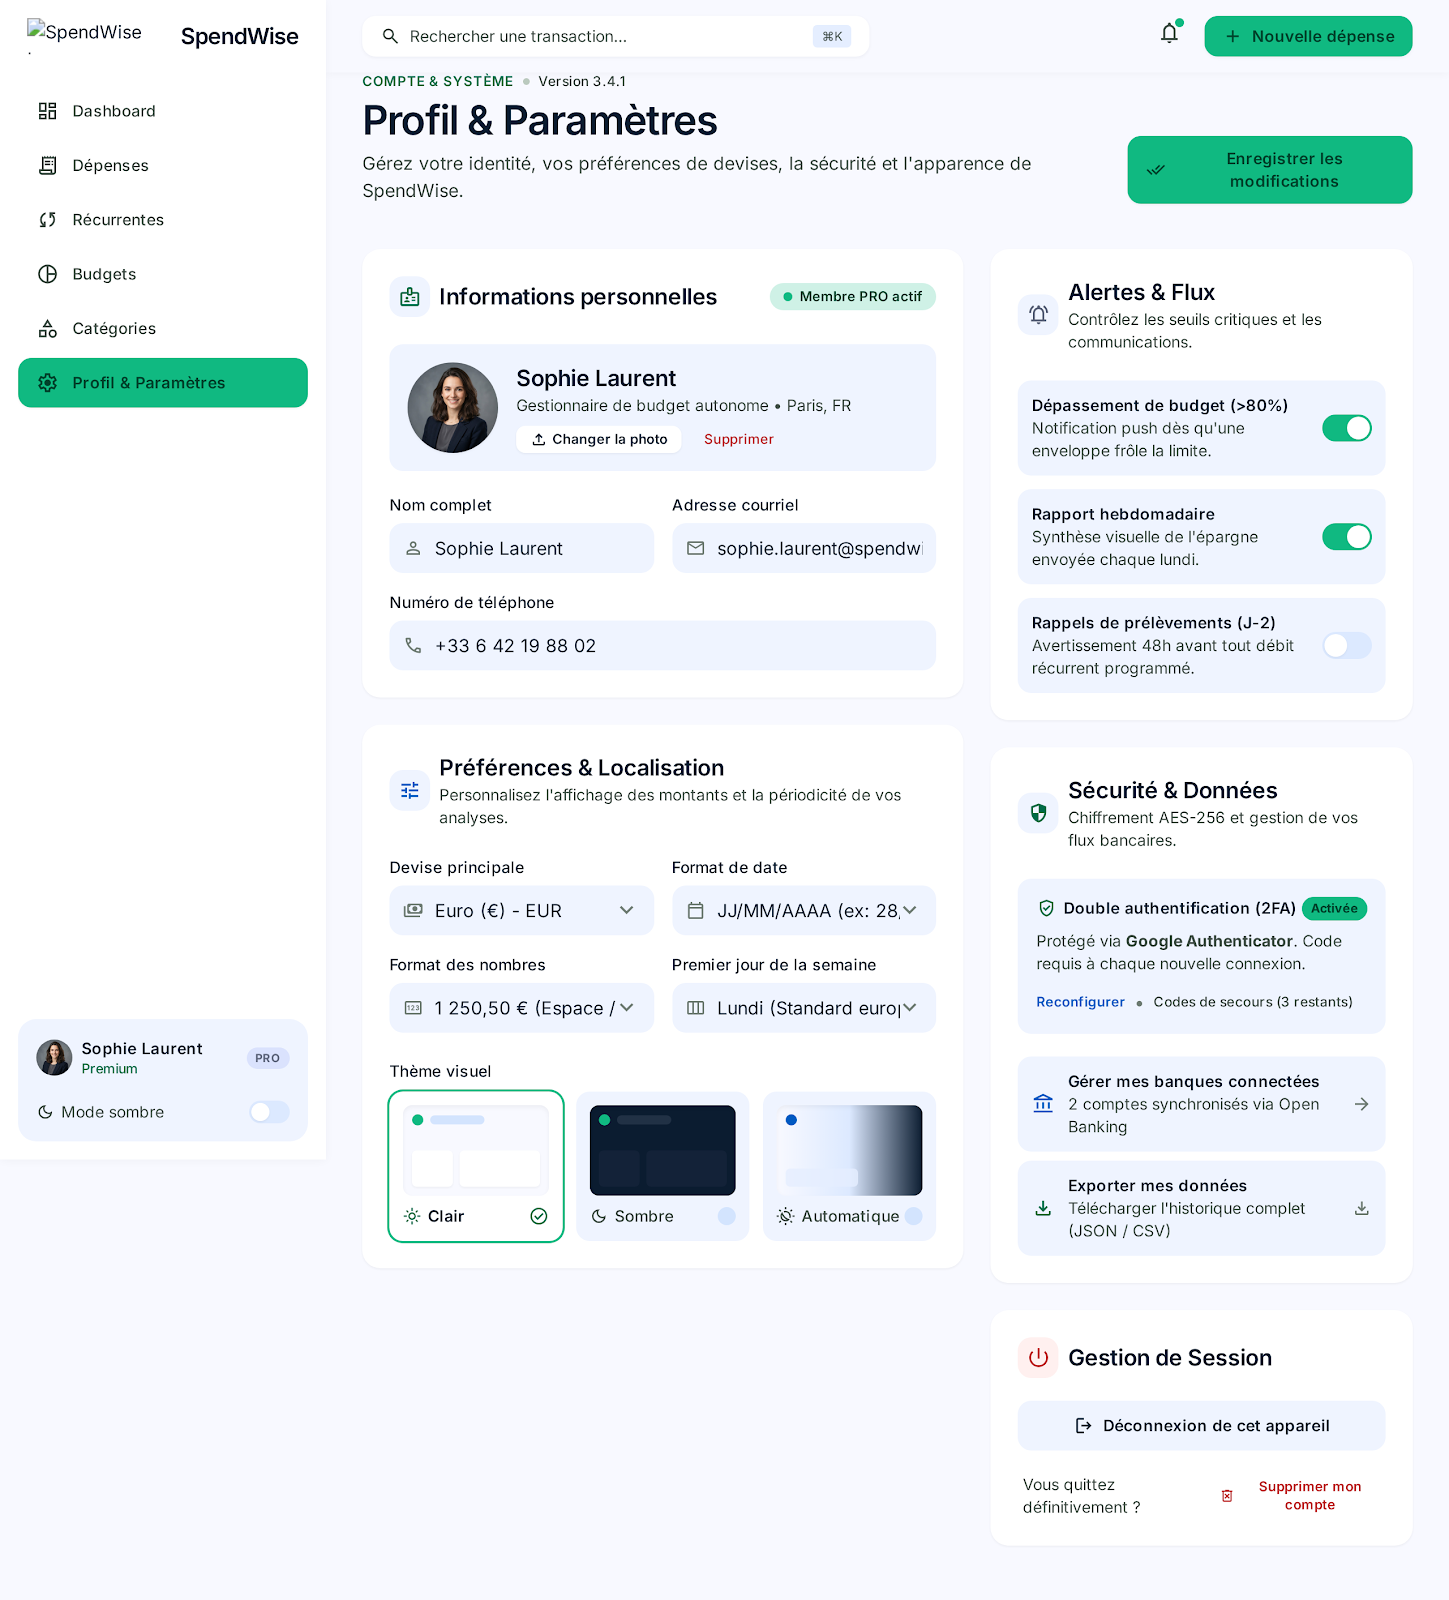 SpendWise
SpendWise
Dashboard
Dépenses
Récurrentes
Budgets
Catégories
Profil & Paramètres
Sophie Laurent
Premium
PRO
Mode sombre
Rechercher une transaction...
⌘K
Nouvelle dépense
COMPTE & SYSTÈME
Version 3.4.1
Profil & Paramètres
Gérez votre identité, vos préférences de devises, la sécurité et l'apparence de
SpendWise.
Enregistrer les
modifications
Informations personnelles
Membre PRO actif
Sophie Laurent
Gestionnaire de budget autonome • Paris, FR
Changer la photo
Supprimer
Nom complet
Sophie Laurent
Adresse courriel
sophie.laurent@spendwi
Numéro de téléphone
+33 6 42 19 88 02
Préférences & Localisation
Personnalisez l'affichage des montants et la périodicité de vos
analyses.
Devise principale
Euro (€) - EUR
Format de date
JJ/MM/AAAA (ex: 28/
Format des nombres
1 250,50 € (Espace /
Premier jour de la semaine
Lundi (Standard europ
Thème visuel
Clair
Sombre
Automatique
Alertes & Flux
Contrôlez les seuils critiques et les
communications.
Dépassement de budget (>80%)
Notification push dès qu'une
enveloppe frôle la limite.
Rapport hebdomadaire
Synthèse visuelle de l'épargne
envoyée chaque lundi.
Rappels de prélèvements (J-2)
Avertissement 48h avant tout débit
récurrent programmé.
Sécurité & Données
Chiffrement AES-256 et gestion de vos
flux bancaires.
Double authentification (2FA)
Activée
Protégé via Google Authenticator. Code
requis à chaque nouvelle connexion.
Reconfigurer
Codes de secours (3 restants)
Gérer mes banques connectées
2 comptes synchronisés via Open
Banking
Exporter mes données
Télécharger l'historique complet
(JSON / CSV)
Gestion de Session
Déconnexion de cet appareil
Vous quittez
définitivement ?
Supprimer mon
compte